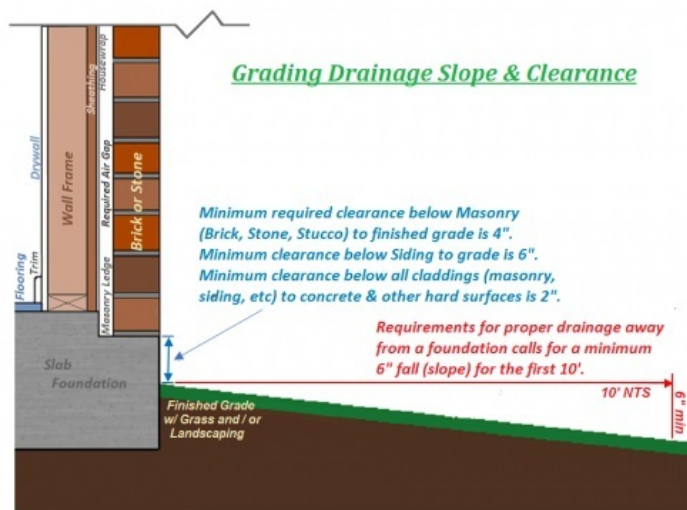 Grading Drainage Slope & Clearance
Drywall
Wall Frame
Sheathing
Housewrap
Required Air Gap
Brick or Stone
Masonry Ledge
Flooring
Trim
Minimum required clearance below Masonry
(Brick, Stone, Stucco) to finished grade is 4".
Minimum clearance below Siding to grade is 6".
Minimum clearance below all claddings (masonry,
siding, etc) to concrete & other hard surfaces is 2".
Requirements for proper drainage away
from a foundation calls for a minimum
6" fall (slope) for the first 10'.
10' NTS
6" min
Slab
Foundation
Finished Grade
w/ Grass and / or
Landscaping